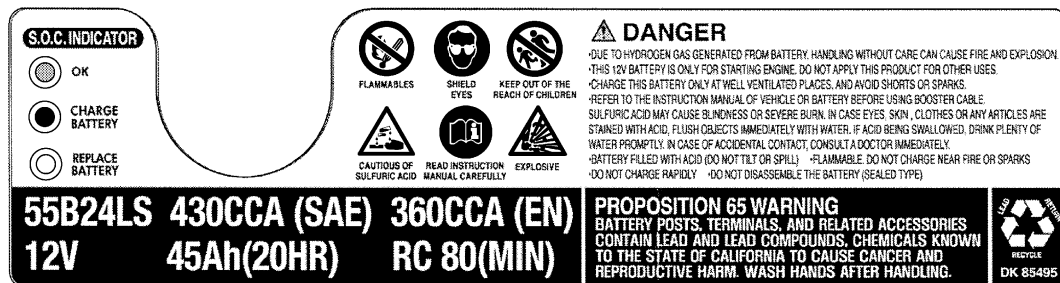 S.O.C. INDICATOR
OK
CHARGE
BATTERY
REPLACE
BATTERY
FLAMMABLES
SHIELD
EYES
KEEP OUT OF THE
REACH OF CHILDREN
CAUTIOUS OF
SULFURIC ACID
READ INSTRUCTION
MANUAL CAREFULLY
EXPLOSIVE
DANGER
•DUE TO HYDROGEN GAS GENERATED FROM BATTERY, HANDLING WITHOUT CARE CAN CAUSE FIRE AND EXPLOSION.
•THIS 12V BATTERY IS ONLY FOR STARTING ENGINE. DO NOT APPLY THIS PRODUCT FOR OTHER USES.
•CHARGE THIS BATTERY ONLY AT WELL VENTILATED PLACES, AND AVOID SHORTS OR SPARKS.
•REFER TO THE INSTRUCTION MANUAL OF VEHICLE OR BATTERY BEFORE USING BOOSTER CABLE.
SULFURIC ACID MAY CAUSE BLINDNESS OR SEVERE BURN. IN CASE EYES, SKIN , CLOTHES OR ANY ARTICLES ARE
STAINED WITH ACID, FLUSH OBJECTS IMMEDIATELY WITH WATER. IF ACID BEING SWALLOWED, DRINK PLENTY OF
WATER PROMPTLY. IN CASE OF ACCIDENTAL CONTACT, CONSULT A DOCTOR IMMEDIATELY.
•BATTERY FILLED WITH ACID (DO NOT TILT OR SPILL) •FLAMMABLE. DO NOT CHARGE NEAR FIRE OR SPARKS
•DO NOT CHARGE RAPIDLY •DO NOT DISASSEMBLE THE BATTERY (SEALED TYPE)
55B24LS 430CCA (SAE) 360CCA (EN)
12V 45Ah(20HR) RC 80(MIN)
PROPOSITION 65 WARNING
BATTERY POSTS, TERMINALS, AND RELATED ACCESSORIES
CONTAIN LEAD AND LEAD COMPOUNDS, CHEMICALS KNOWN
TO THE STATE OF CALIFORNIA TO CAUSE CANCER AND
REPRODUCTIVE HARM. WASH HANDS AFTER HANDLING.
LEAD
RETURN
RECYCLE
DK 85495